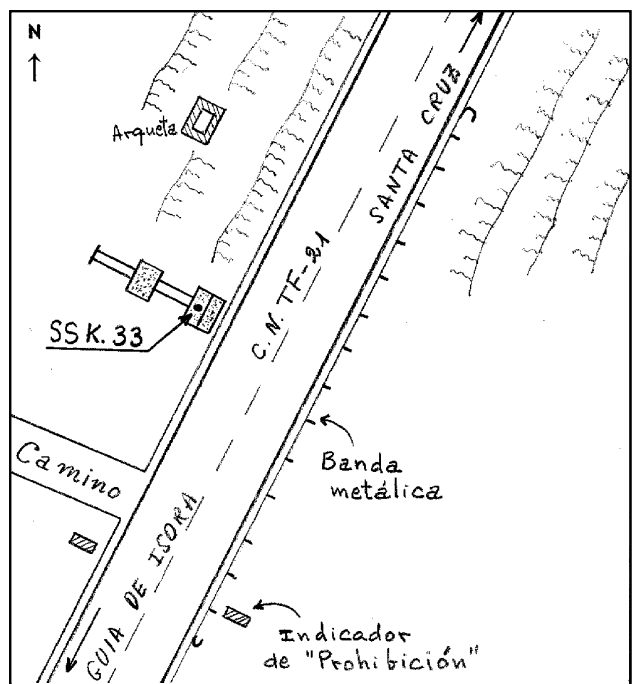 N
Arqueta
SANTA CRUZ
C.N. TF-21
SSK. 33
Camino
Banda
metálica
GUIA DE ISORA
Indicador
de "Prohibición"